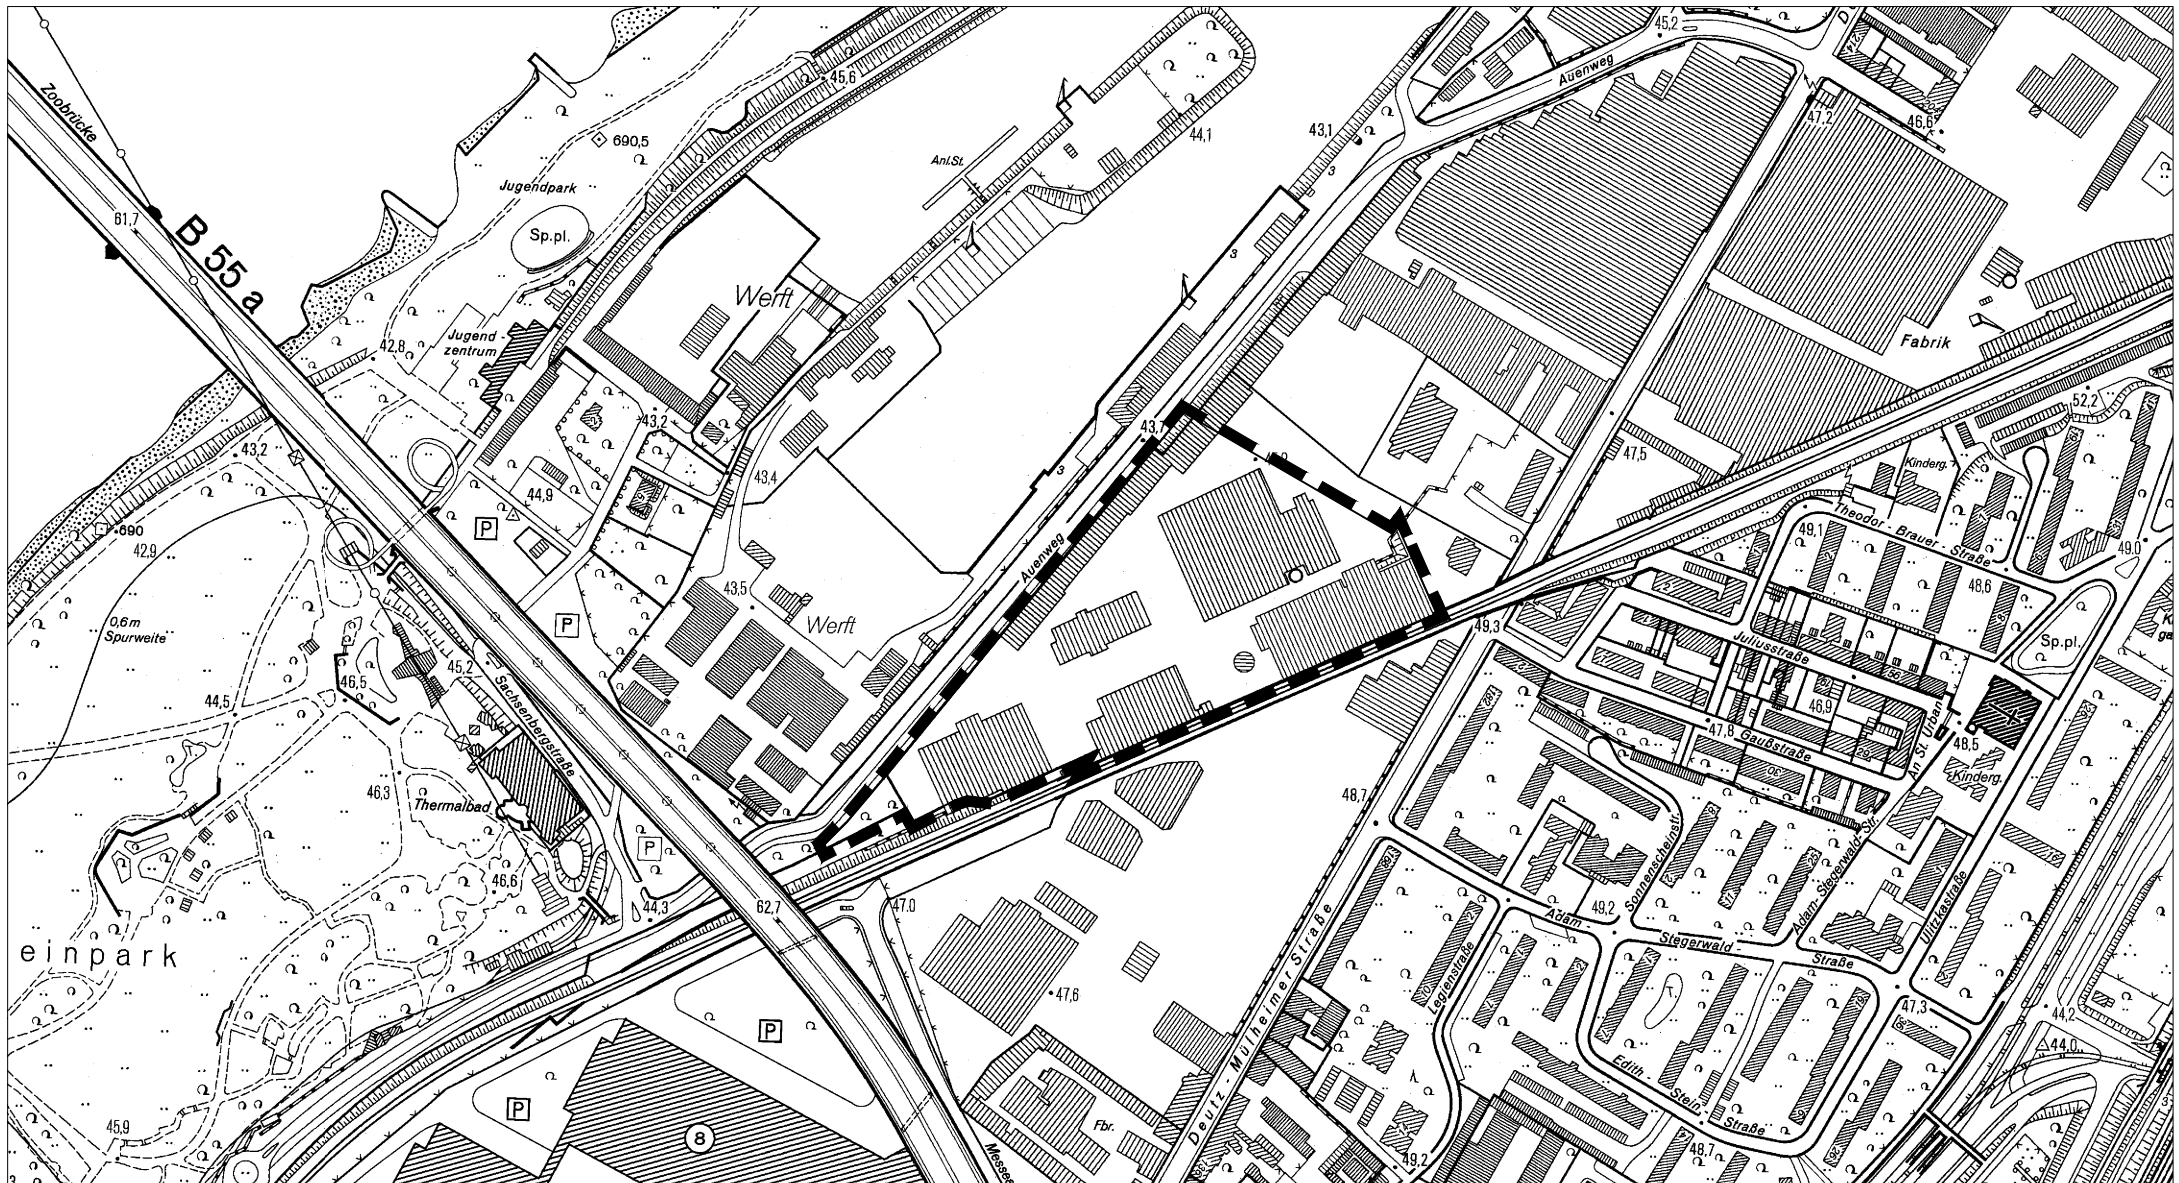 Zoobrücke
61,7
B 55 a
690,5
Jugendpark
Sp.pl.
45,6
Anl.St.
44,1
43,1
3
Auenweg
45,2
47,2
46,6
3
Werft
Jugend-
zentrum
42,8
43,2
43,2
43,4
44,9
P
690
42,9
0,6 m
Spurweite
43,5
P
Werft
43,7
3
Auenweg
Fabrik
47,5
52,2
Kinderg.
Theodor - Brauer - Straße
49,1
48,6
49,0
Sp.pl.
49,3
Juliusstraße
46,9
47,8
Gaußstraße
An St. Urban
48,5
Kinderg.
44,5
46,5
45,2
Sachsenbergstraße
46,3
Thermalbad
P
46,6
44,3
62,7
47,0
einpark
45,9
P
P
8
47,6
Fbr.
Deutz - Mülheimer Straße
48,7
Sonnenscheinstr.
Adam-Stegerwald-Str.
Ulitzkastraße
49,2
Adam -
Stegerwald
Straße
Legienstraße
T.
47,3
44,2
44,0
Edith - Stein - Straße
48,7
49,2
Messe